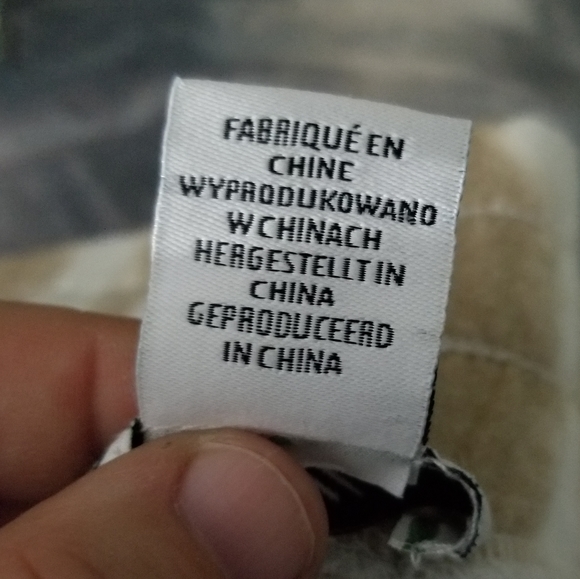 FABRIQUÉ EN
CHINE
WYPRODUKOWANO
W CHINACH
HERGESTELLT IN
CHINA
GEPRODUCEERD
IN CHINA